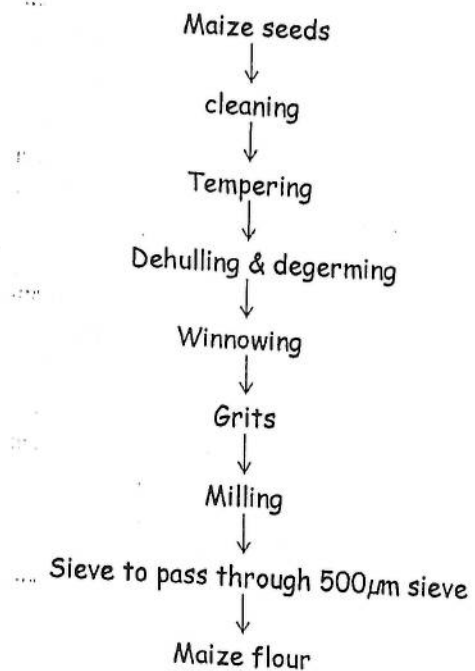 Maize seeds
cleaning
Tempering
Dehulling & degerming
Winnowing
Grits
Milling
Sieve to pass through 500µm sieve
Maize flour